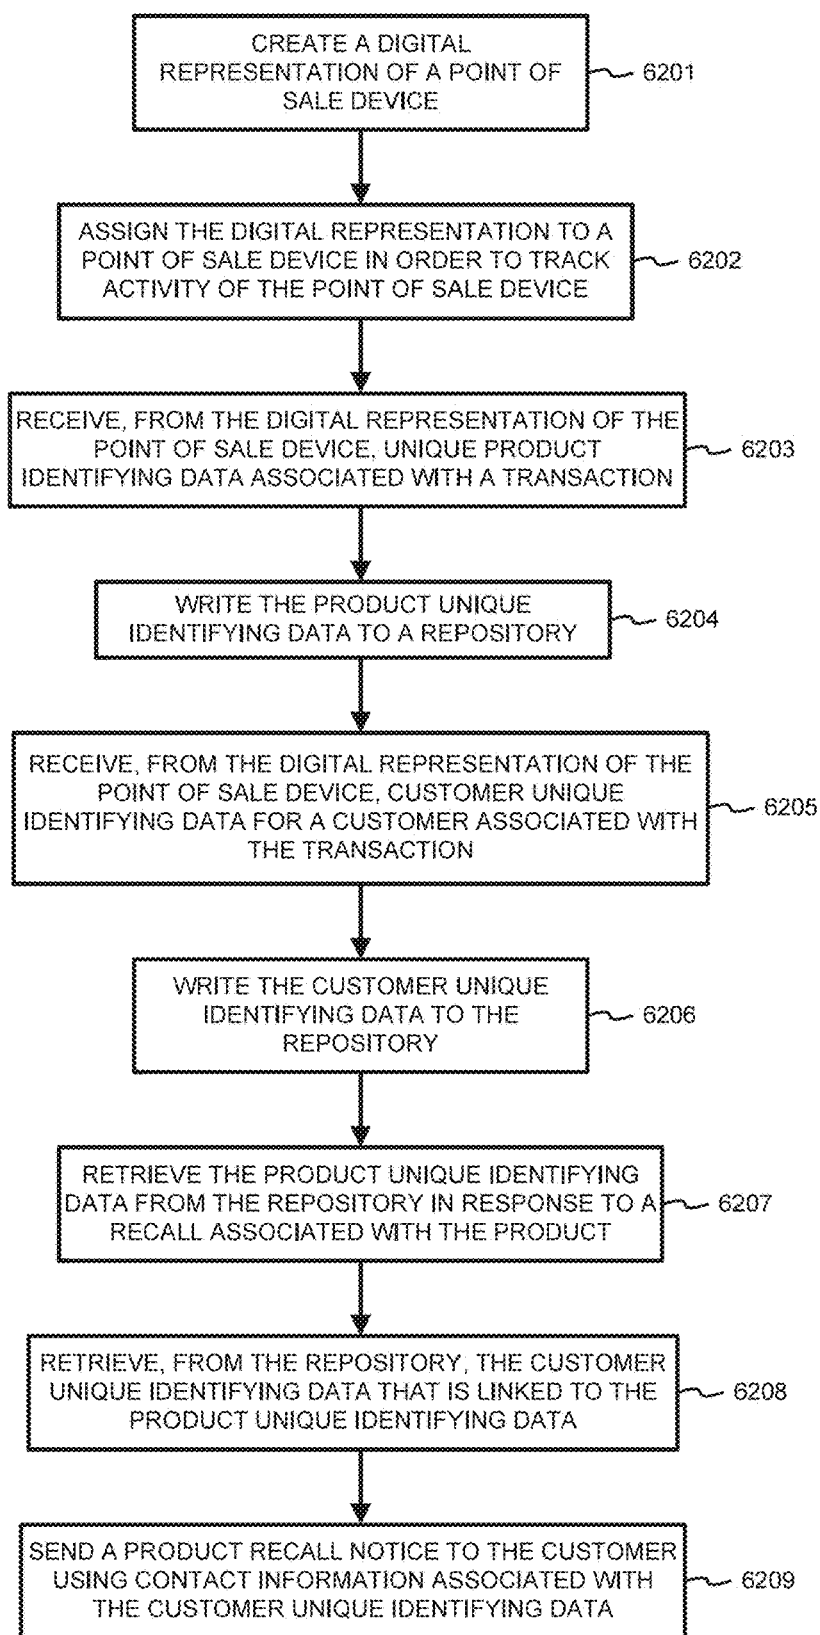 CREATE A DIGITAL
REPRESENTATION OF A POINT OF
SALE DEVICE
6201
ASSIGN THE DIGITAL REPRESENTATION TO A
POINT OF SALE DEVICE IN ORDER TO TRACK
ACTIVITY OF THE POINT OF SALE DEVICE
6202
RECEIVE, FROM THE DIGITAL REPRESENTATION OF THE
POINT OF SALE DEVICE, UNIQUE PRODUCT
IDENTIFYING DATA ASSOCIATED WITH A TRANSACTION
6203
WRITE THE PRODUCT UNIQUE
IDENTIFYING DATA TO A REPOSITORY
6204
RECEIVE, FROM THE DIGITAL REPRESENTATION OF THE
POINT OF SALE DEVICE, CUSTOMER UNIQUE
IDENTIFYING DATA FOR A CUSTOMER ASSOCIATED WITH
THE TRANSACTION
6205
WRITE THE CUSTOMER UNIQUE
IDENTIFYING DATA TO THE
REPOSITORY
6206
RETRIEVE THE PRODUCT UNIQUE IDENTIFYING
DATA FROM THE REPOSITORY IN RESPONSE TO A
RECALL ASSOCIATED WITH THE PRODUCT
6207
RETRIEVE, FROM THE REPOSITORY, THE CUSTOMER
UNIQUE IDENTIFYING DATA THAT IS LINKED TO THE
PRODUCT UNIQUE IDENTIFYING DATA
6208
SEND A PRODUCT RECALL NOTICE TO THE CUSTOMER
USING CONTACT INFORMATION ASSOCIATED WITH
THE CUSTOMER UNIQUE IDENTIFYING DATA
6209